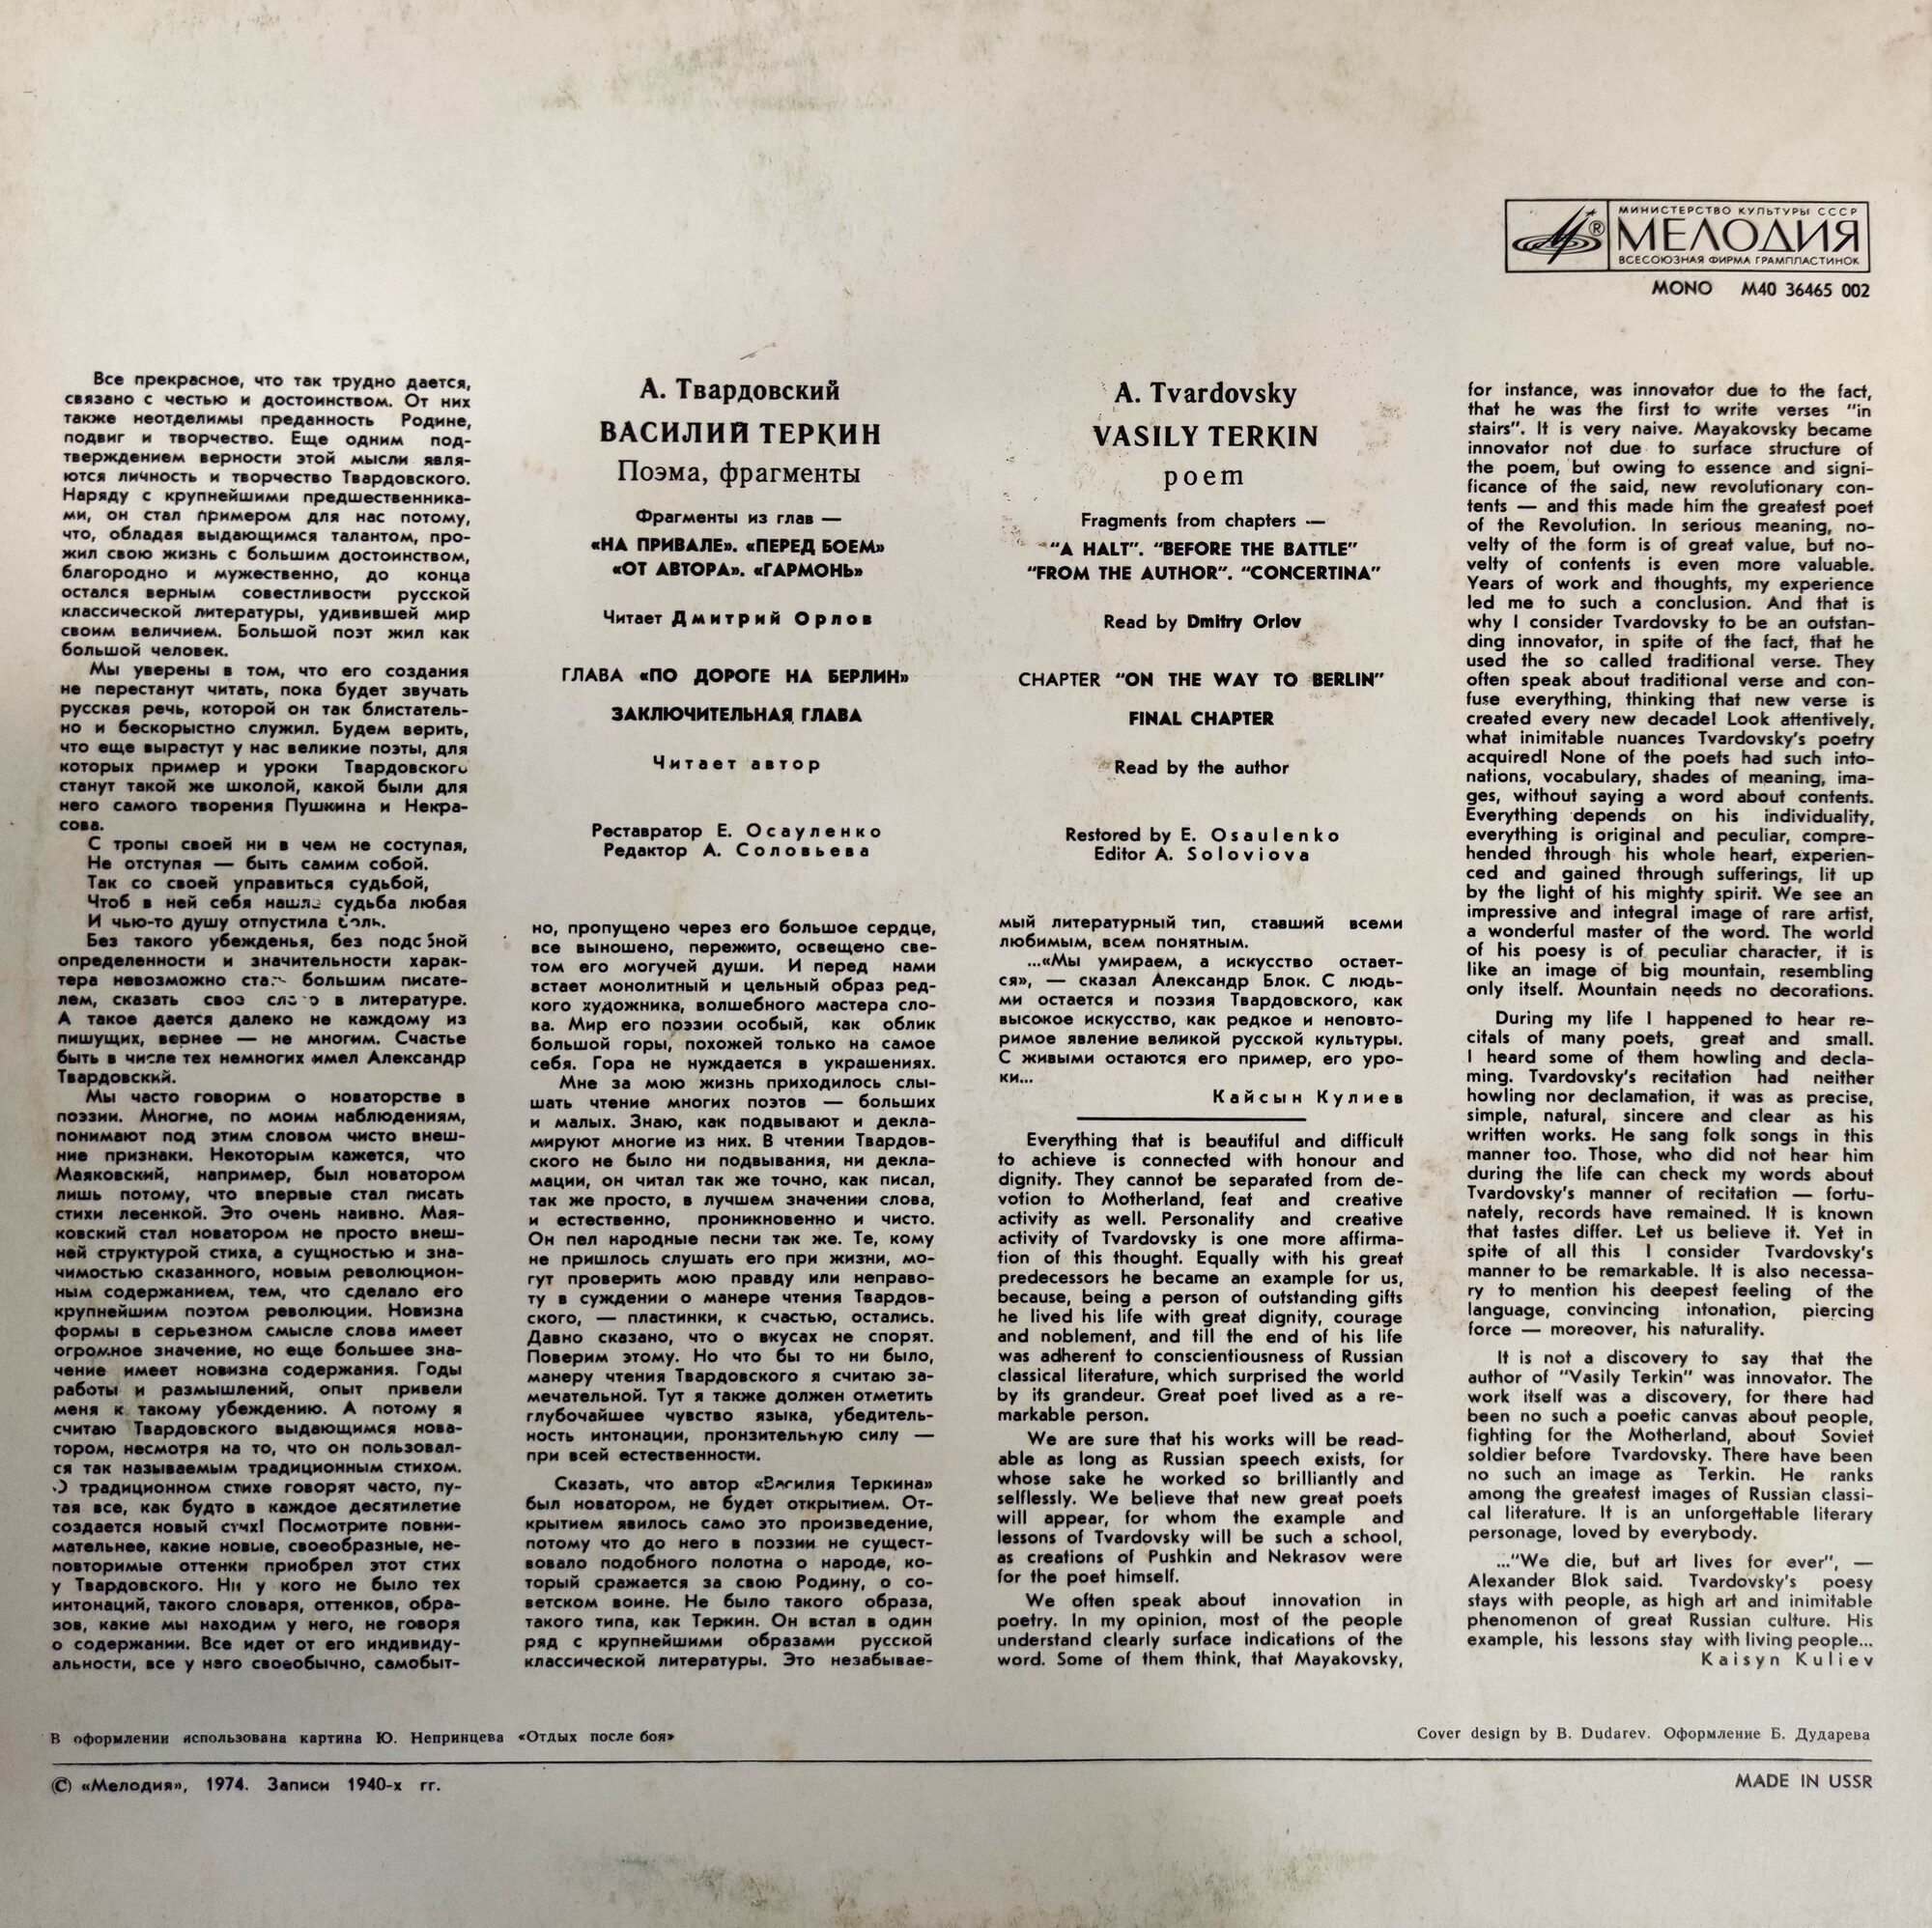 МИНИСТЕРСТВО КУЛЬТУРЫ СССР
МЕЛОДИЯ
ВСЕСОЮЗНАЯ ФИРМА ГРАМПЛАСТИНОК
MONO М40 36465 002
Все прекрасное, что так трудно дается,
связано с честью и достоинством. От них
также неотделимы преданность Родине,
подвиг и творчество. Еще одним под-
тверждением верности этой мысли явля-
ются личность и творчество Твардовского.
Наряду с крупнейшими предшественника-
ми, он стал примером для нас потому,
что, обладая выдающимся талантом, про-
жил свою жизнь с большим достоинством,
благородно и мужественно, до конца
остался верным совестливости русской
классической литературы, удивившей мир
своим величием. Большой поэт жил как
большой человек.
Мы уверены в том, что его создания
не перестанут читать, пока будет звучать
русская речь, которой он так блистатель-
но и бескорыстно служил. Будем верить,
что еще вырастут у нас великие поэты, для
которых пример и уроки Твардовского
станут такой же школой, какой были для
него самого творения Пушкина и Некра-
сова.
С тропы своей ни в чем не соступая,
Не отступая — быть самим собой.
Так со своей управиться судьбой,
Чтоб в ней себя нашла судьба любая
И чью-то душу отпустила боль.
Без такого убежденья, без подобной
определенности и значительности харак-
тера невозможно стать большим писате-
лем, сказать свое слово в литературе.
А такое дается далеко не каждому из
пишущих, вернее — не многим. Счастье
быть в числе тех немногих имел Александр
Твардовский.
Мы часто говорим о новаторстве в
поэзии. Многие, по моим наблюдениям,
понимают под этим словом чисто внеш-
ние признаки. Некоторым кажется, что
Маяковский, например, был новатором
лишь потому, что впервые стал писать
стихи лесенкой. Это очень наивно. Мая-
ковский стал новатором не просто внеш-
ней структурой стиха, а сущностью и зна-
чимостью сказанного, новым революцион-
ным содержанием, тем, что сделало его
крупнейшим поэтом революции. Новизна
формы в серьезном смысле слова имеет
огромное значение, но еще большее зна-
чение имеет новизна содержания. Годы
работы и размышлений, опыт привели
меня к такому убеждению. А потому я
считаю Твардовского выдающимся нова-
тором, несмотря на то, что он пользовал-
ся так называемым традиционным стихом.
О традиционном стихе говорят часто, пу-
тая все, как будто в каждое десятилетие
создается новый стих! Посмотрите повни-
мательнее, какие новые, своеобразные, не-
повторимые оттенки приобрел этот стих
у Твардовского. Ни у кого не было тех
интонаций, такого словаря, оттенков, обра-
зов, какие мы находим у него, не говоря
о содержании. Все идет от его индивиду-
альности, все у него своеобычно, самобыт-
А. Твардовский
ВАСИЛИЙ ТЕРКИН
Поэма, фрагменты
Фрагменты из глав —
«НА ПРИВАЛЕ». «ПЕРЕД БОЕМ»
«ОТ АВТОРА». «ГАРМОНЬ»
Читает Дмитрий Орлов
ГЛАВА «ПО ДОРОГЕ НА БЕРЛИН»
ЗАКЛЮЧИТЕЛЬНАЯ ГЛАВА
Читает автор
Реставратор Е. Осауленко
Редактор А. Соловьева
но, пропущено через его большое сердце,
все выношено, пережито, освещено све-
том его могучей души. И перед нами
встает монолитный и цельный образ ред-
кого художника, волшебного мастера сло-
ва. Мир его поэзии особый, как облик
большой горы, похожей только на самое
себя. Гора не нуждается в украшениях.
Мне за мою жизнь приходилось слы-
шать чтение многих поэтов — больших
и малых. Знаю, как подвывают и декла-
мируют многие из них. В чтении Твардов-
ского не было ни подвывания, ни декла-
мации, он читал так же точно, как писал,
так же просто, в лучшем значении слова,
и естественно, проникновенно и чисто.
Он пел народные песни так же. Те, кому
не пришлось слушать его при жизни, мо-
гут проверить мою правду или неправо-
ту в суждении о манере чтения Твардов-
ского, — пластинки, к счастью, остались.
Давно сказано, что о вкусах не спорят.
Поверим этому. Но что бы то ни было,
манеру чтения Твардовского я считаю за-
мечательной. Тут я также должен отметить
глубочайшее чувство языка, убедитель-
ность интонации, пронзительную силу —
при всей естественности.
Сказать, что автор «Василия Теркина»
был новатором, не будет открытием. От-
крытием явилось само это произведение,
потому что до него в поэзии не сущест-
вовало подобного полотна о народе, ко-
торый сражается за свою Родину, о со-
ветском воине. Не было такого образа,
такого типа, как Теркин. Он встал в один
ряд с крупнейшими образами русской
классической литературы. Это незабывае-
A. Tvardovsky
VASILY TERKIN
poem
Fragments from chapters —
"A HALT". "BEFORE THE BATTLE"
"FROM THE AUTHOR". "CONCERTINA"
Read by Dmitry Orlov
CHAPTER "ON THE WAY TO BERLIN"
FINAL CHAPTER
Read by the author
Restored by E. Osaulenko
Editor A. Soloviova
мый литературный тип, ставший всеми
любимым, всем понятным.
...«Мы умираем, а искусство остает-
ся», — сказал Александр Блок. С людь-
ми остается и поэзия Твардовского, как
высокое искусство, как редкое и неповто-
римое явление великой русской культуры.
С живыми остаются его пример, его уро-
ки...
Кайсын Кулиев
Everything that is beautiful and difficult
to achieve is connected with honour and
dignity. They cannot be separated from de-
votion to Motherland, feat and creative
activity as well. Personality and creative
activity of Tvardovsky is one more affirma-
tion of this thought. Equally with his great
predecessors he became an example for us,
because, being a person of outstanding gifts
he lived his life with great dignity, courage
and noblement, and till the end of his life
was adherent to conscientiousness of Russian
classical literature, which surprised the world
by its grandeur. Great poet lived as a re-
markable person.
We are sure that his works will be read-
able as long as Russian speech exists, for
whose sake he worked so brilliantly and
selflessly. We believe that new great poets
will appear, for whom the example and
lessons of Tvardovsky will be such a school,
as creations of Pushkin and Nekrasov were
for the poet himself.
We often speak about innovation in
poetry. In my opinion, most of the people
understand clearly surface indications of the
word. Some of them think, that Mayakovsky,
for instance, was innovator due to the fact,
that he was the first to write verses "in
stairs". It is very naive. Mayakovsky became
innovator not due to surface structure of
the poem, but owing to essence and signi-
ficance of the said, new revolutionary con-
tents — and this made him the greatest poet
of the Revolution. In serious meaning, no-
velty of the form is of great value, but no-
velty of contents is even more valuable.
Years of work and thoughts, my experience
led me to such a conclusion. And that is
why I consider Tvardovsky to be an outstan-
ding innovator, in spite of the fact, that he
used the so called traditional verse. They
often speak about traditional verse and con-
fuse everything, thinking that new verse is
created every new decade! Look attentively,
what inimitable nuances Tvardovsky's poetry
acquired! None of the poets had such into-
nations, vocabulary, shades of meaning, ima-
ges, without saying a word about contents.
Everything depends on his individuality,
everything is original and peculiar, compre-
hended through his whole heart, experien-
ced and gained through sufferings, lit up
by the light of his mighty spirit. We see an
impressive and integral image of rare artist,
a wonderful master of the word. The world
of his poesy is of peculiar character, it is
like an image of big mountain, resembling
only itself. Mountain needs no decorations.
During my life I happened to hear re-
citals of many poets, great and small.
I heard some of them howling and decla-
ming. Tvardovsky's recitation had neither
howling nor declamation, it was as precise,
simple, natural, sincere and clear as his
written works. He sang folk songs in this
manner too. Those, who did not hear him
during the life can check my words about
Tvardovsky's manner of recitation — fortu-
nately, records have remained. It is known
that tastes differ. Let us believe it. Yet in
spite of all this I consider Tvardovsky's
manner to be remarkable. It is also necessa-
ry to mention his deepest feeling of the
language, convincing intonation, piercing
force — moreover, his naturality.
It is not a discovery to say that the
author of "Vasily Terkin" was innovator. The
work itself was a discovery, for there had
been no such a poetic canvas about people,
fighting for the Motherland, about Soviet
soldier before Tvardovsky. There have been
no such an image as Terkin. He ranks
among the greatest images of Russian classi-
cal literature. It is an unforgettable literary
personage, loved by everybody.
..."We die, but art lives for ever", —
Alexander Blok said. Tvardovsky's poesy
stays with people, as high art and inimitable
phenomenon of great Russian culture. His
example, his lessons stay with living people...
Kaisyn Kuliev
В оформлении использована картина Ю. Непринцева «Отдых после боя»
Cover design by B. Dudarev. Оформление Б. Дударева
© «Мелодия», 1974. Записи 1940-х гг.
MADE IN USSR